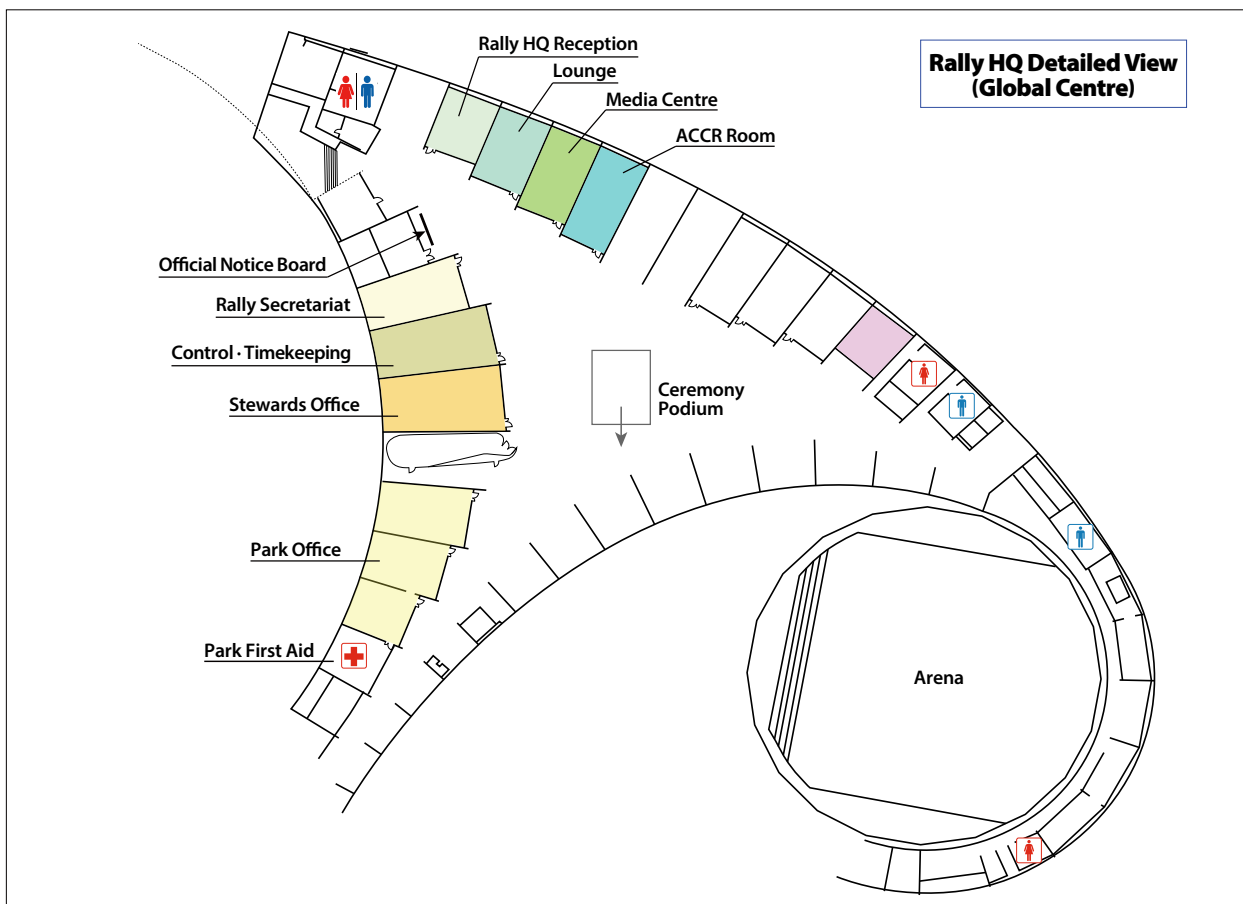 Rally HQ Detailed View
(Global Centre)
Rally HQ Reception
Lounge
Media Centre
ACCR Room
Official Notice Board
Rally Secretariat
Control · Timekeeping
Stewards Office
Ceremony
Podium
Park Office
Park First Aid
Arena